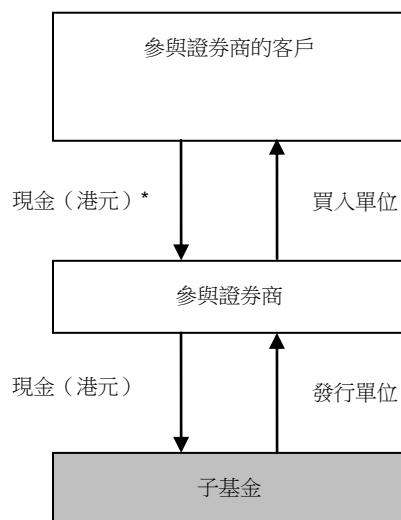 參與證券商的客戶
現金（港元）*
買入單位
參與證券商
現金（港元）
發行單位
子基金